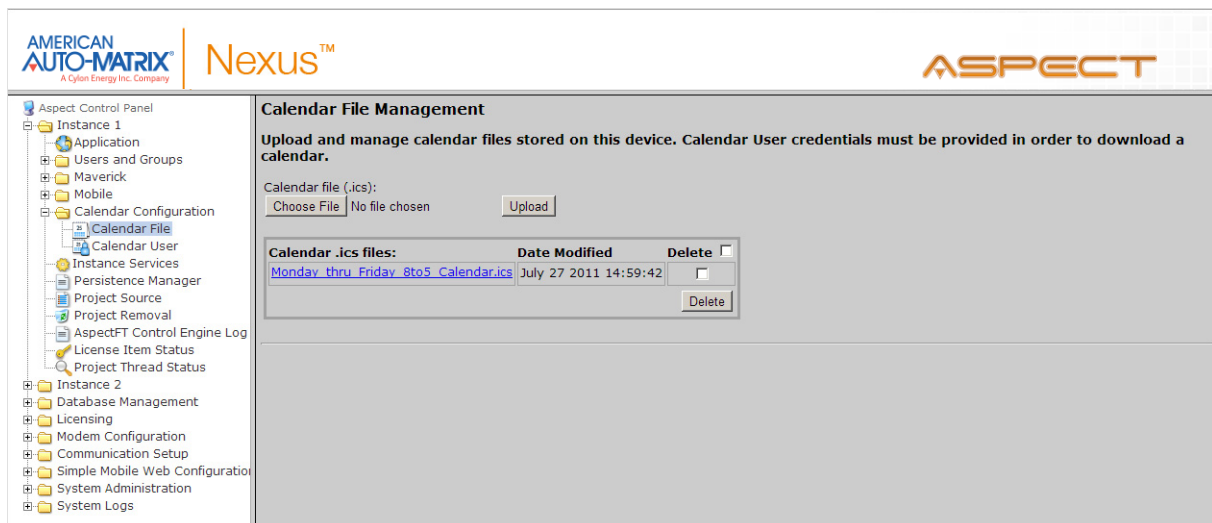 AMERICAN
AUTO-MATRIX®
A Cylon Energy Inc. Company
Nexus™
ASPECT
Aspect Control Panel
Instance 1
Application
Users and Groups
Maverick
Mobile
Calendar Configuration
Calendar File
Calendar User
Instance Services
Persistence Manager
Project Source
Project Removal
AspectFT Control Engine Log
License Item Status
Project Thread Status
Instance 2
Database Management
Licensing
Modem Configuration
Communication Setup
Simple Mobile Web Configuration
System Administration
System Logs
Calendar File Management
Upload and manage calendar files stored on this device. Calendar User credentials must be provided in order to download a
calendar.
Calendar file (.ics):
Choose File No file chosen Upload
Calendar .ics files: Date Modified Delete
Monday_thru_Friday_8to5_Calendar.ics July 27 2011 14:59:42
Delete